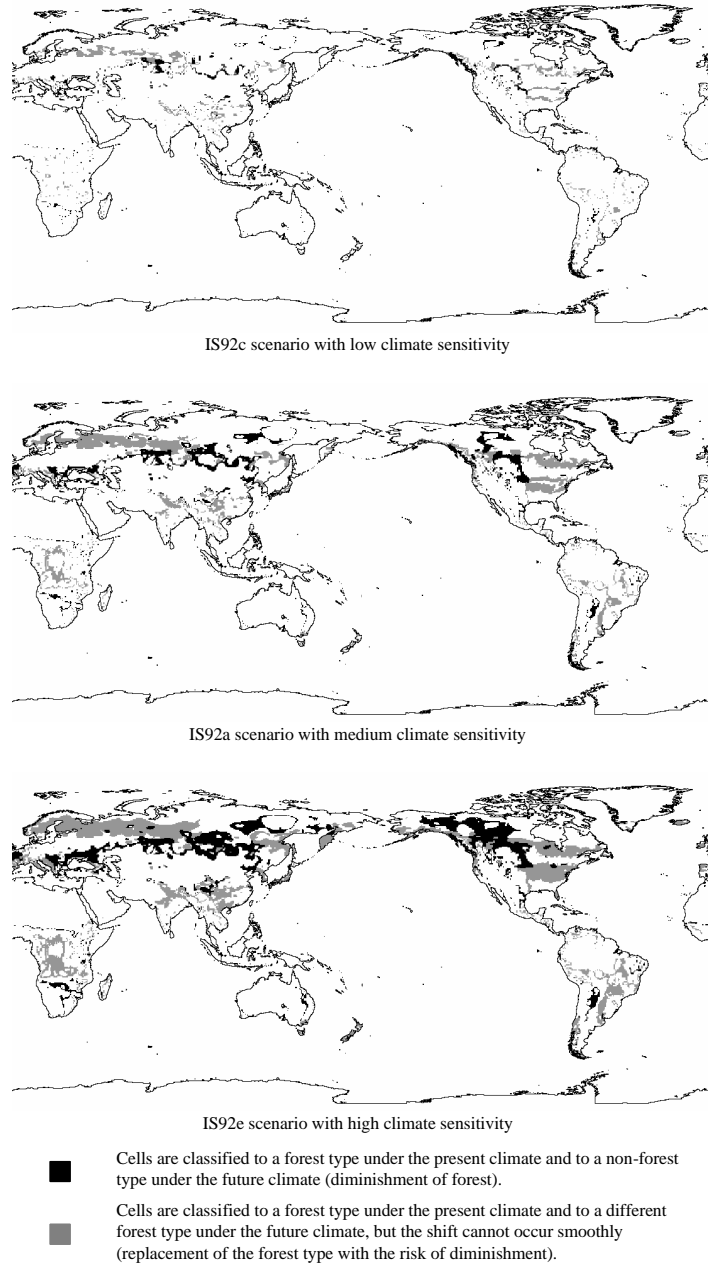 IS92c scenario with low climate sensitivity
IS92a scenario with medium climate sensitivity
IS92e scenario with high climate sensitivity
Cells are classified to a forest type under the present climate and to a non-forest
type under the future climate (diminishment of forest).
Cells are classified to a forest type under the present climate and to a different
forest type under the future climate, but the shift cannot occur smoothly
(replacement of the forest type with the risk of diminishment).